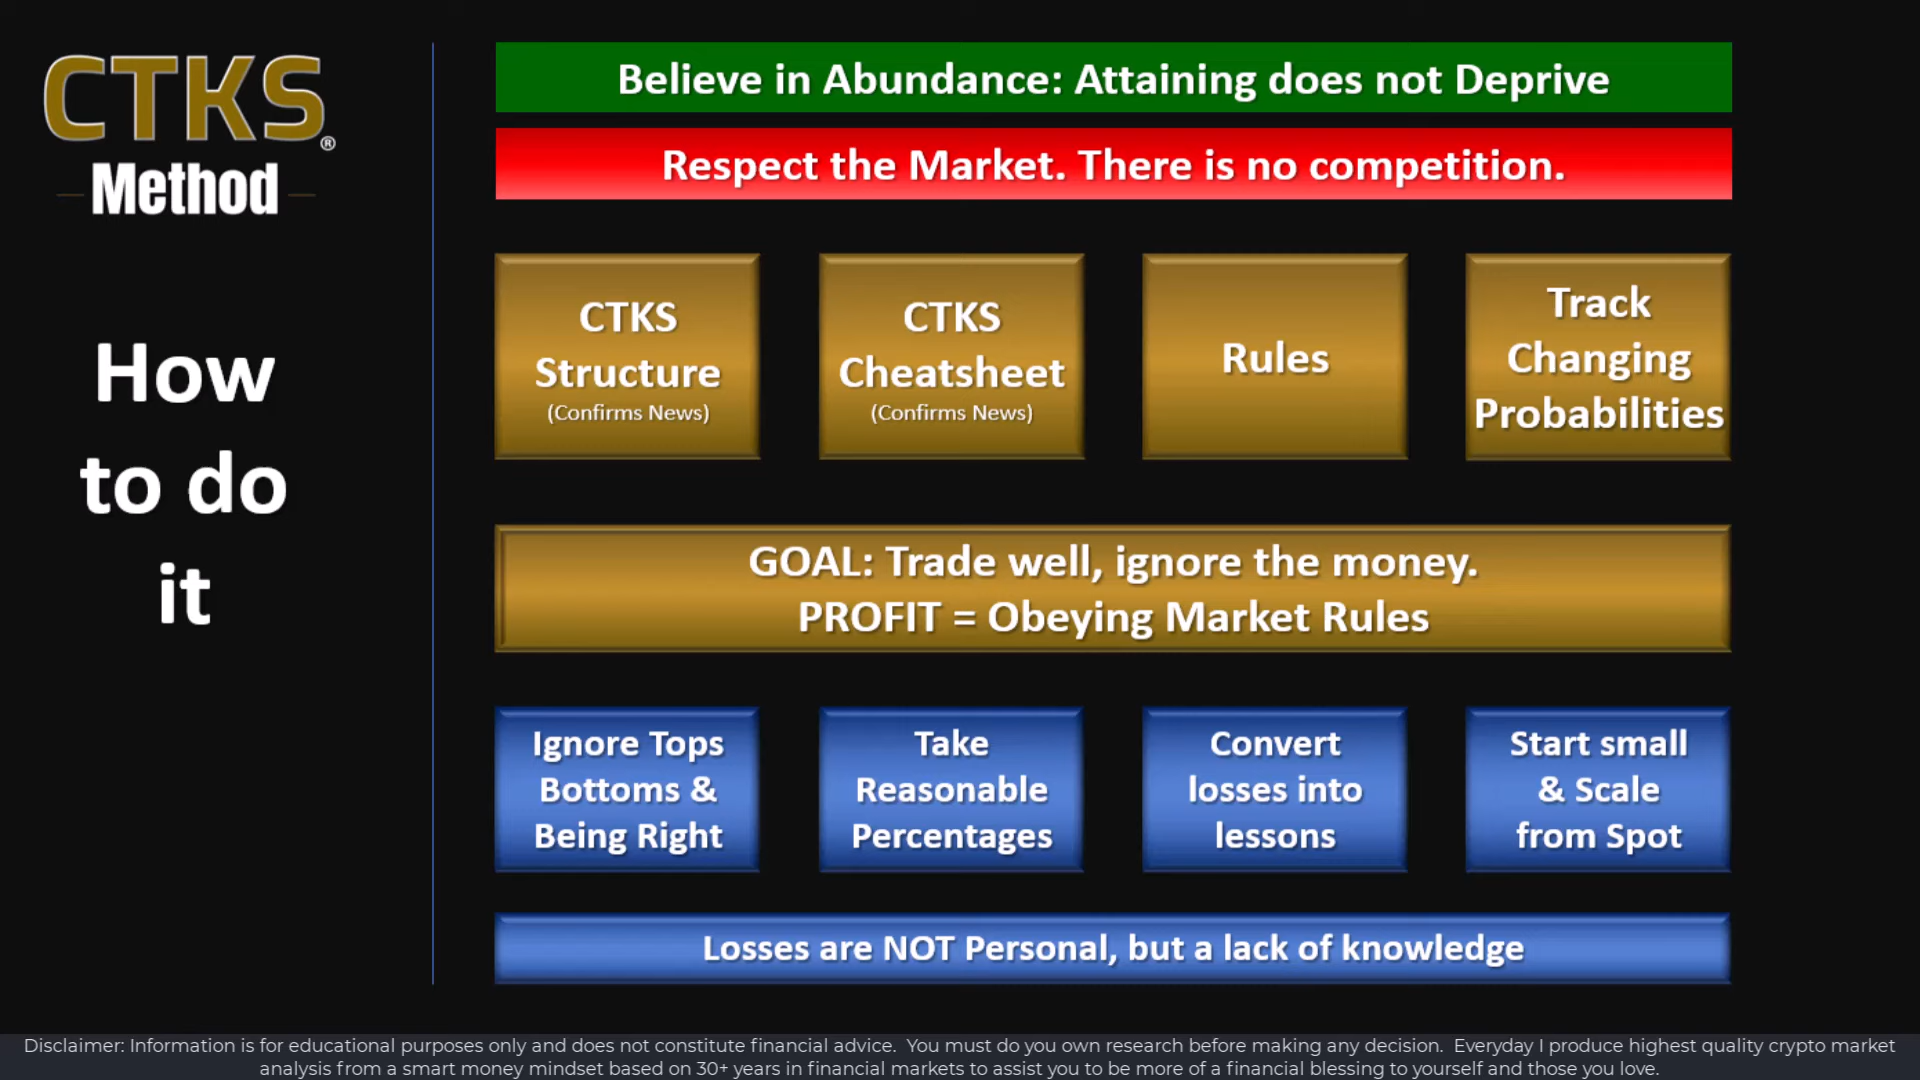 CTKS®
Method
How
to do
it
Believe in Abundance: Attaining does not Deprive
Respect the Market. There is no competition.
CTKS
Structure
(Confirms News)
CTKS
Cheatsheet
(Confirms News)
Rules
Track
Changing
Probabilities
GOAL: Trade well, ignore the money.
PROFIT = Obeying Market Rules
Ignore Tops
Bottoms &
Being Right
Take
Reasonable
Percentages
Convert
losses into
lessons
Start small
& Scale
from Spot
Losses are NOT Personal, but a lack of knowledge
Disclaimer: Information is for educational purposes only and does not constitute financial advice.  You must do you own research before making any decision.  Everyday I produce highest quality crypto market
analysis from a smart money mindset based on 30+ years in financial markets to assist you to be more of a financial blessing to yourself and those you love.